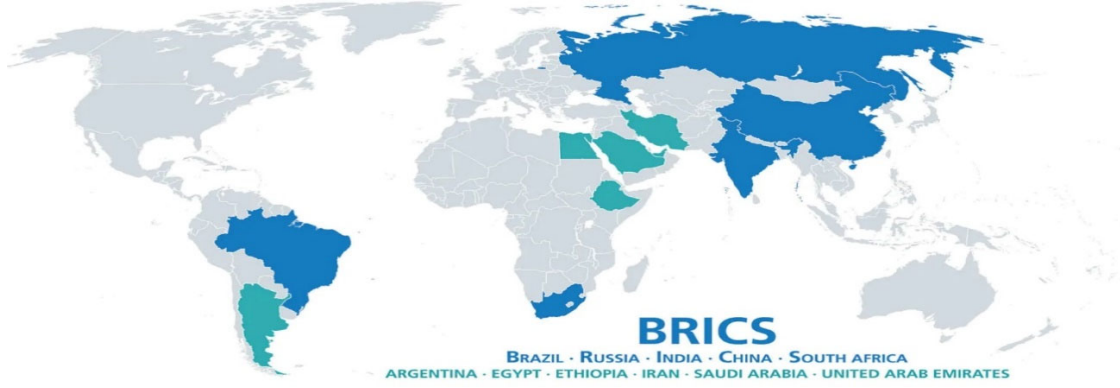 BRICS
BRAZIL · RUSSIA · INDIA · CHINA · SOUTH AFRICA
ARGENTINA · EGYPT · ETHIOPIA · IRAN · SAUDI ARABIA · UNITED ARAB EMIRATES